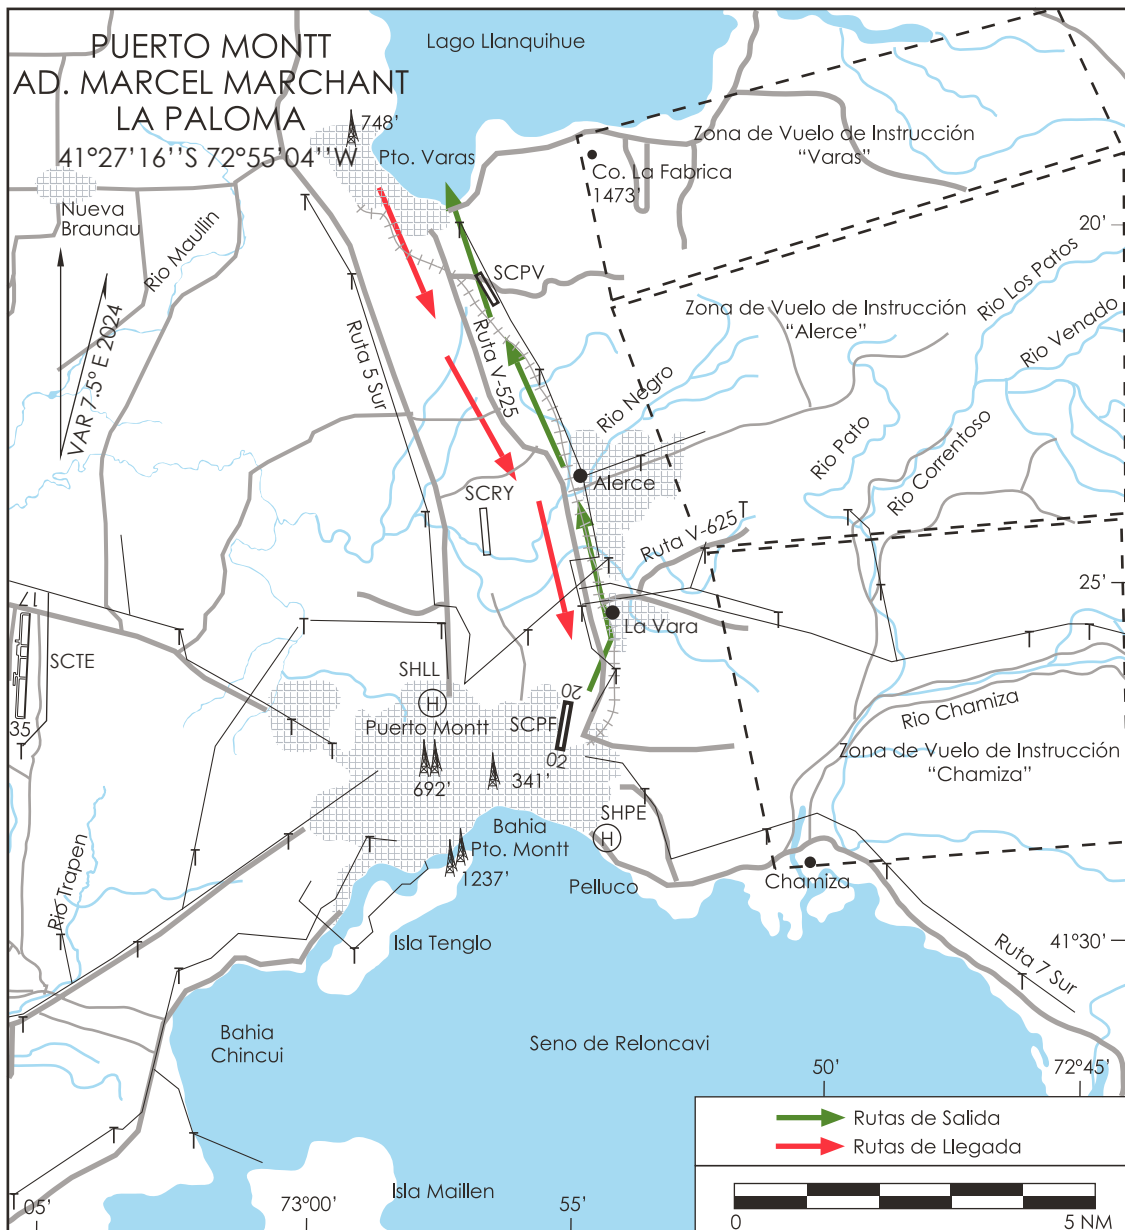 PUERTO MONTT
AD. MARCEL MARCHANT
LA PALOMA
41°27'16''S 72°55'04''W
Lago Llanquihue
748'
Pto. Varas
Zona de Vuelo de Instrucción
"Varas"
Co. La Fabrica
1473'
Nueva
Braunau
Rio Maullin
20'
SCPV
Rio Los Patos
Zona de Vuelo de Instrucción
"Alerce"
Rio Venado
VAR 7.5° E 2024
Ruta 5 Sur
Ruta V-525
Rio Negro
Rio Pato
Rio Correntoso
SCRY
Alerce
Ruta V-625
25'
17
SCTE
35
La Vara
SHLL
H
Puerto Montt
SCPF
20
02
692'
341'
Rio Chamiza
Zona de Vuelo de Instrucción
"Chamiza"
SHPE
H
Bahia
Pto. Montt
1237'
Pelluco
Chamiza
Rio Trapen
Isla Tenglo
41°30'
Ruta 7 Sur
Bahia
Chincui
Seno de Reloncavi
50'
72°45'
Rutas de Salida
Rutas de Llegada
Isla Maillen
05'
73°00'
55'
0
5 NM